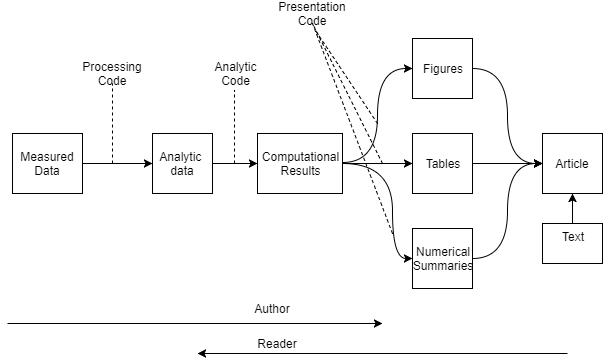 Presentation
Code
Processing
Code
Analytic
Code
Figures
Measured
Data
Analytic
data
Computational
Results
Tables
Article
Text
Numerical
Summaries
Author
Reader